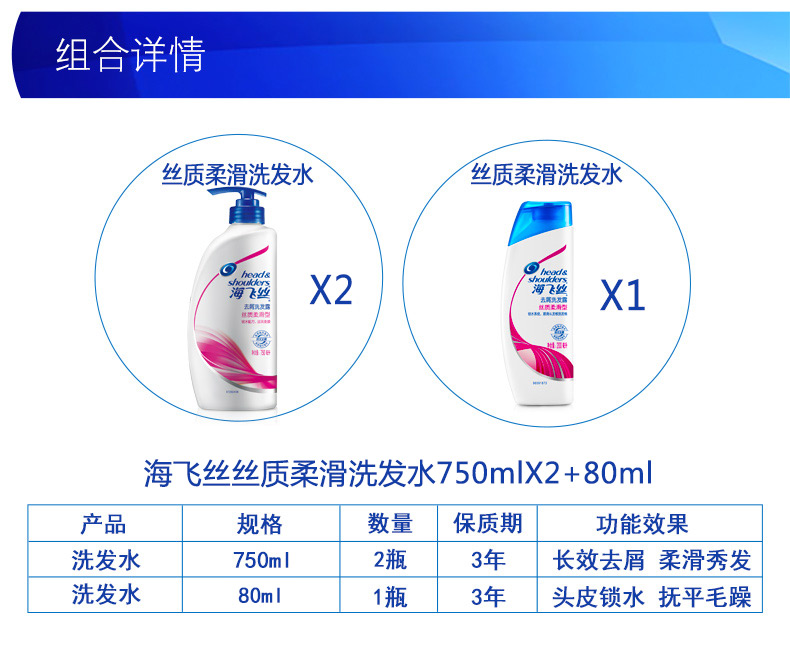 组合详情
丝质柔滑洗发水
丝质柔滑洗发水
head&
shoulders
海飞丝
去屑洗发露
丝质柔滑型
X2
head&
shoulders
海飞丝
去屑洗发露
丝质柔滑型
X1
海飞丝丝质柔滑洗发水750mlX2+80ml
产品 规格 数量 保质期 功能效果
洗发水 750ml 2瓶 3年 长效去屑 柔滑秀发
洗发水 80ml 1瓶 3年 头皮锁水 抚平毛躁